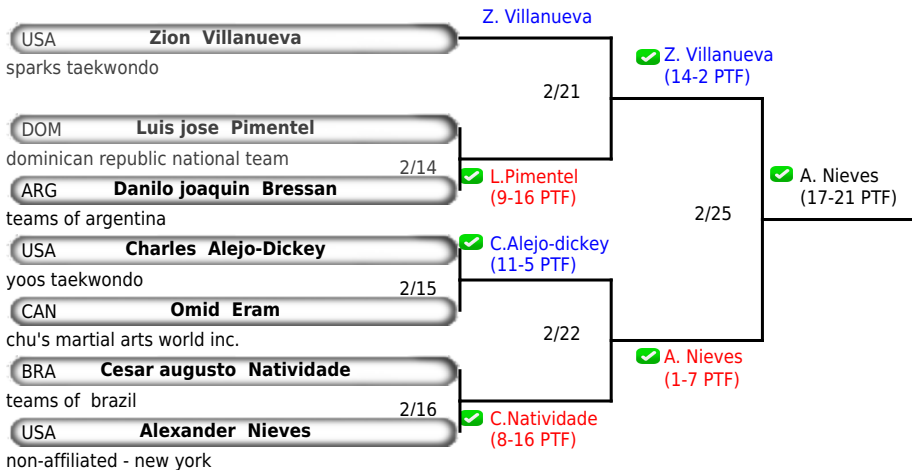 Z. Villanueva
USA Zion Villanueva
sparks taekwondo
Z. Villanueva
(14-2 PTF)
2/21
DOM Luis jose Pimentel
dominican republic national team
2/14
ARG Danilo joaquin Bressan
teams of argentina
L.Pimentel
(9-16 PTF)
A. Nieves
(17-21 PTF)
2/25
USA Charles Alejo-Dickey
yoos taekwondo
C.Alejo-dickey
(11-5 PTF)
2/15
CAN Omid Eram
chu's martial arts world inc.
2/22
BRA Cesar augusto Natividade
teams of brazil
A. Nieves
(1-7 PTF)
2/16
USA Alexander Nieves
non-affiliated - new york
C.Natividade
(8-16 PTF)